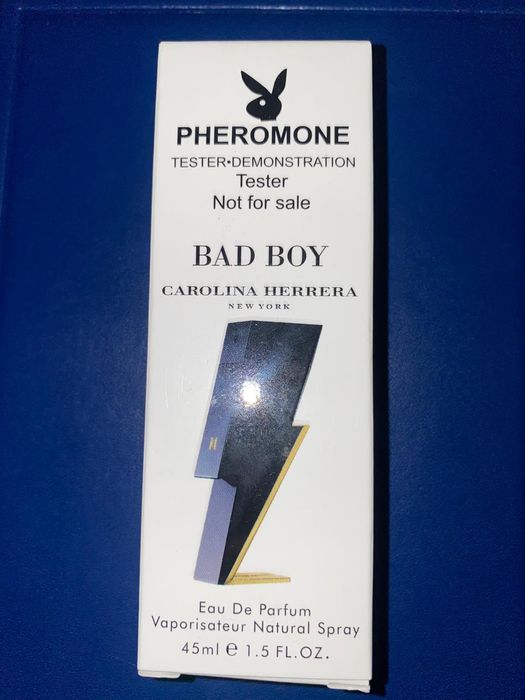 PHEROMONE
TESTER•DEMONSTRATION
Tester
Not for sale
BAD BOY
CAROLINA HERRERA
NEW YORK
Eau De Parfum
Vaporisateur Natural Spray
45ml e 1.5 FL.OZ.